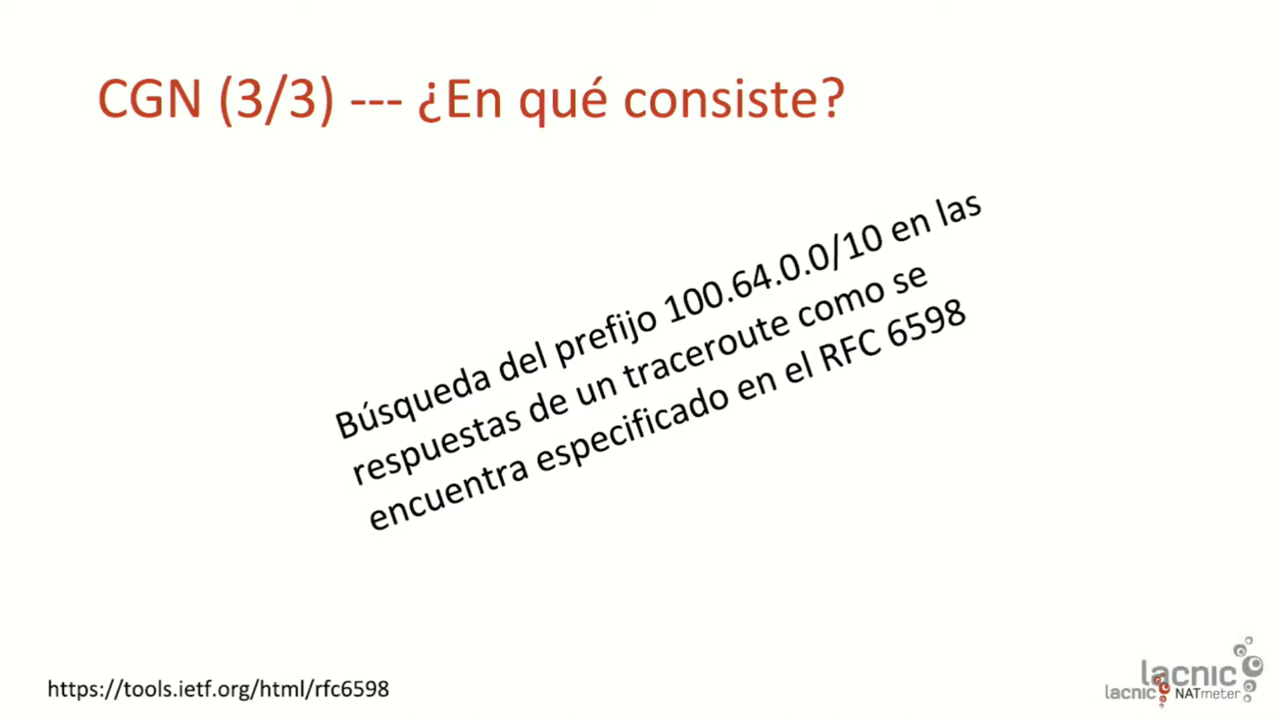 CGN (3/3) --- ¿En qué consiste?
Búsqueda del prefijo 100.64.0.0/10 en las
respuestas de un traceroute como se
encuentra especificado en el RFC 6598
https://tools.ietf.org/html/rfc6598
lacnic
lacnic NATmeter